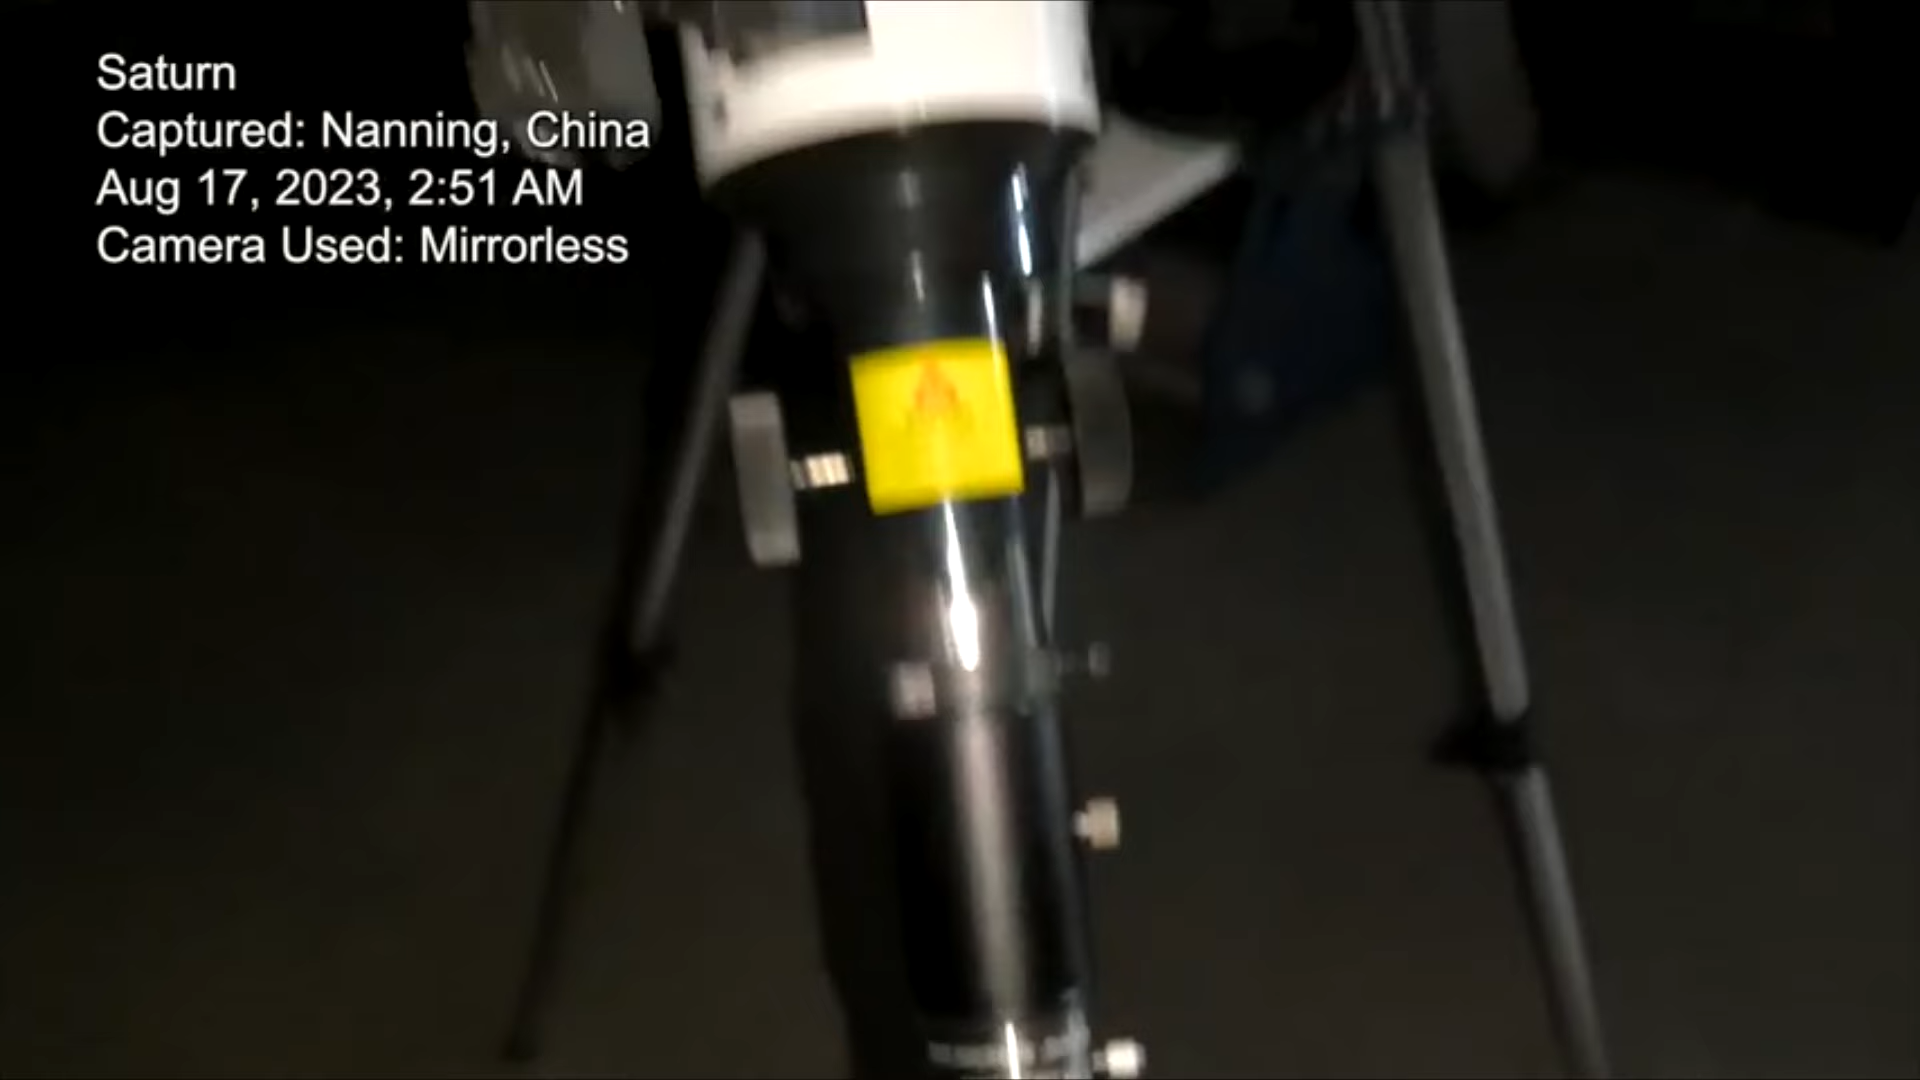 Saturn
Captured: Nanning, China
Aug 17, 2023, 2:51 AM
Camera Used: Mirrorless